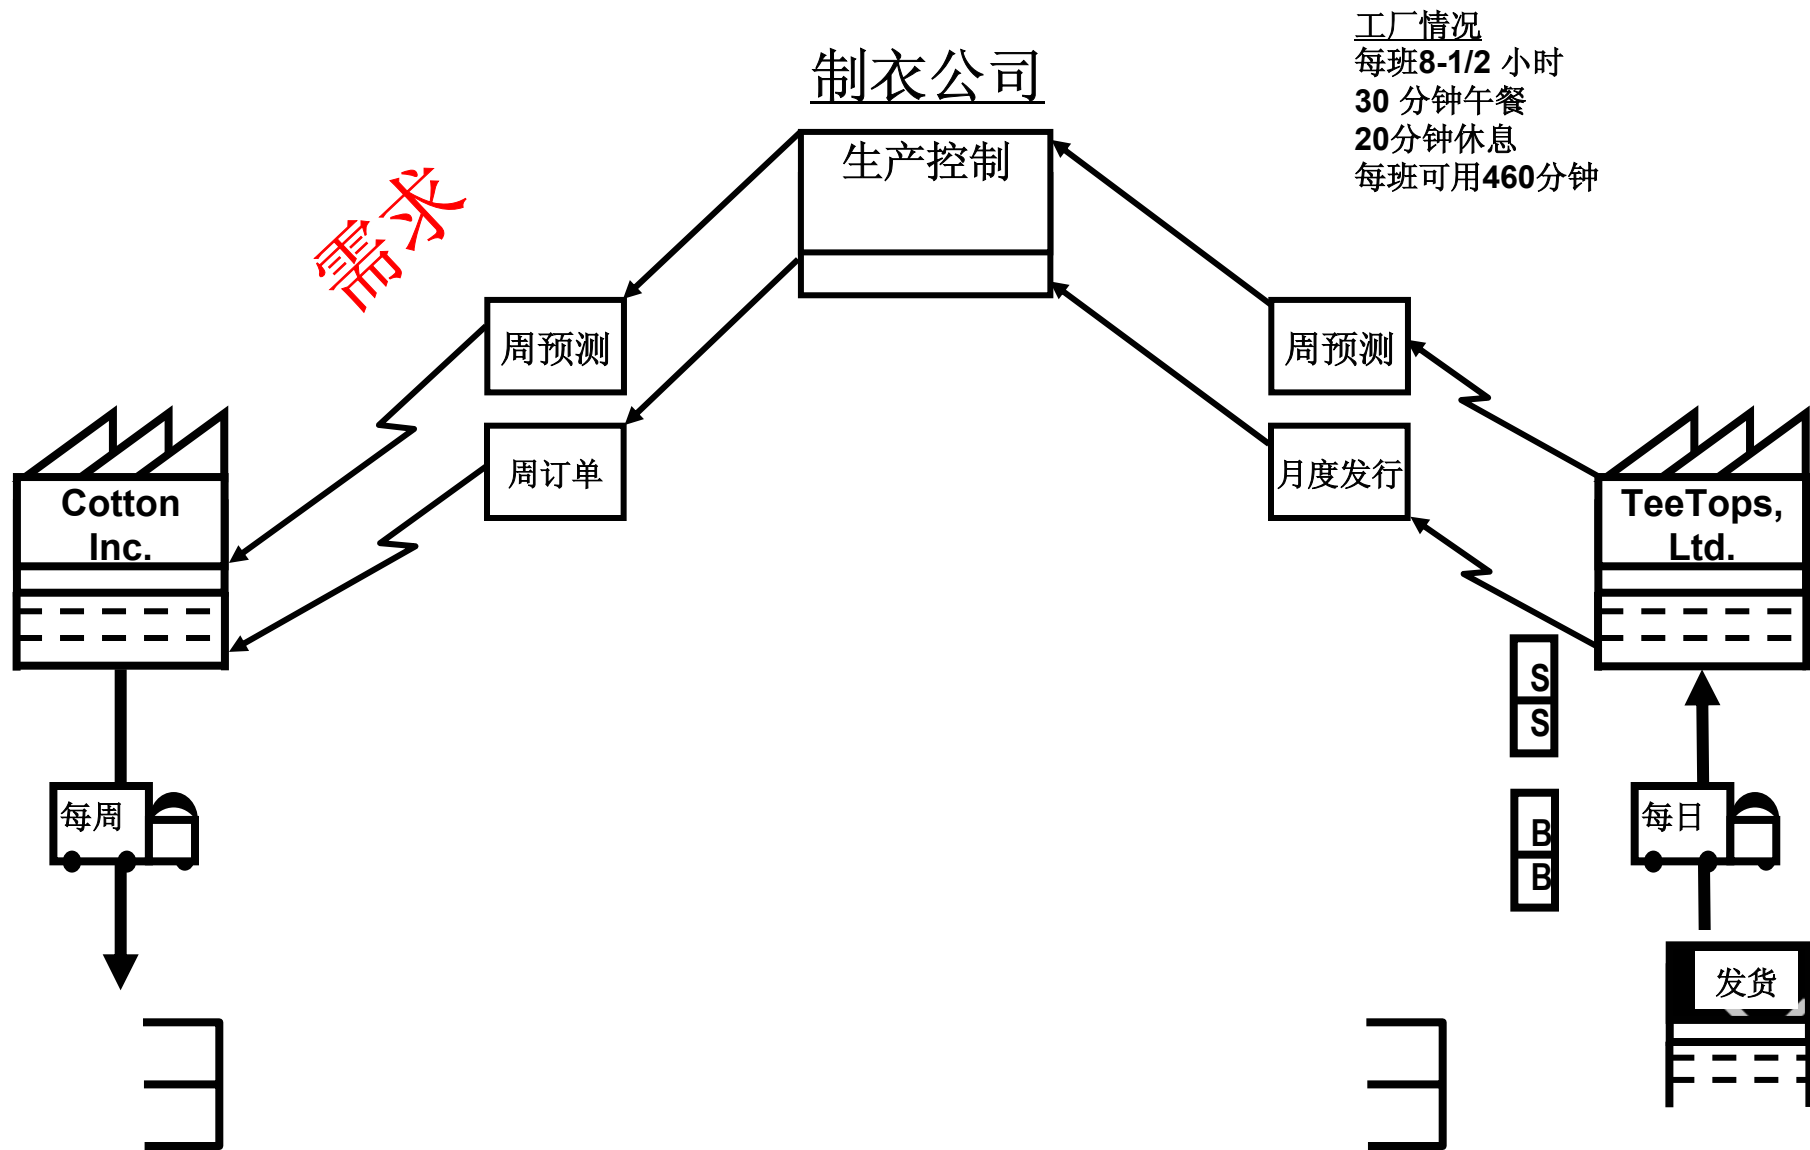 工厂情况
每班8-1/2 小时
30 分钟午餐
20分钟休息
每班可用460分钟
制衣公司
生产控制
需求
周预测
周预测
周订单
月度发行
Cotton
Inc.
TeeTops,
Ltd.
S
S
每周
每日
B
B
发货